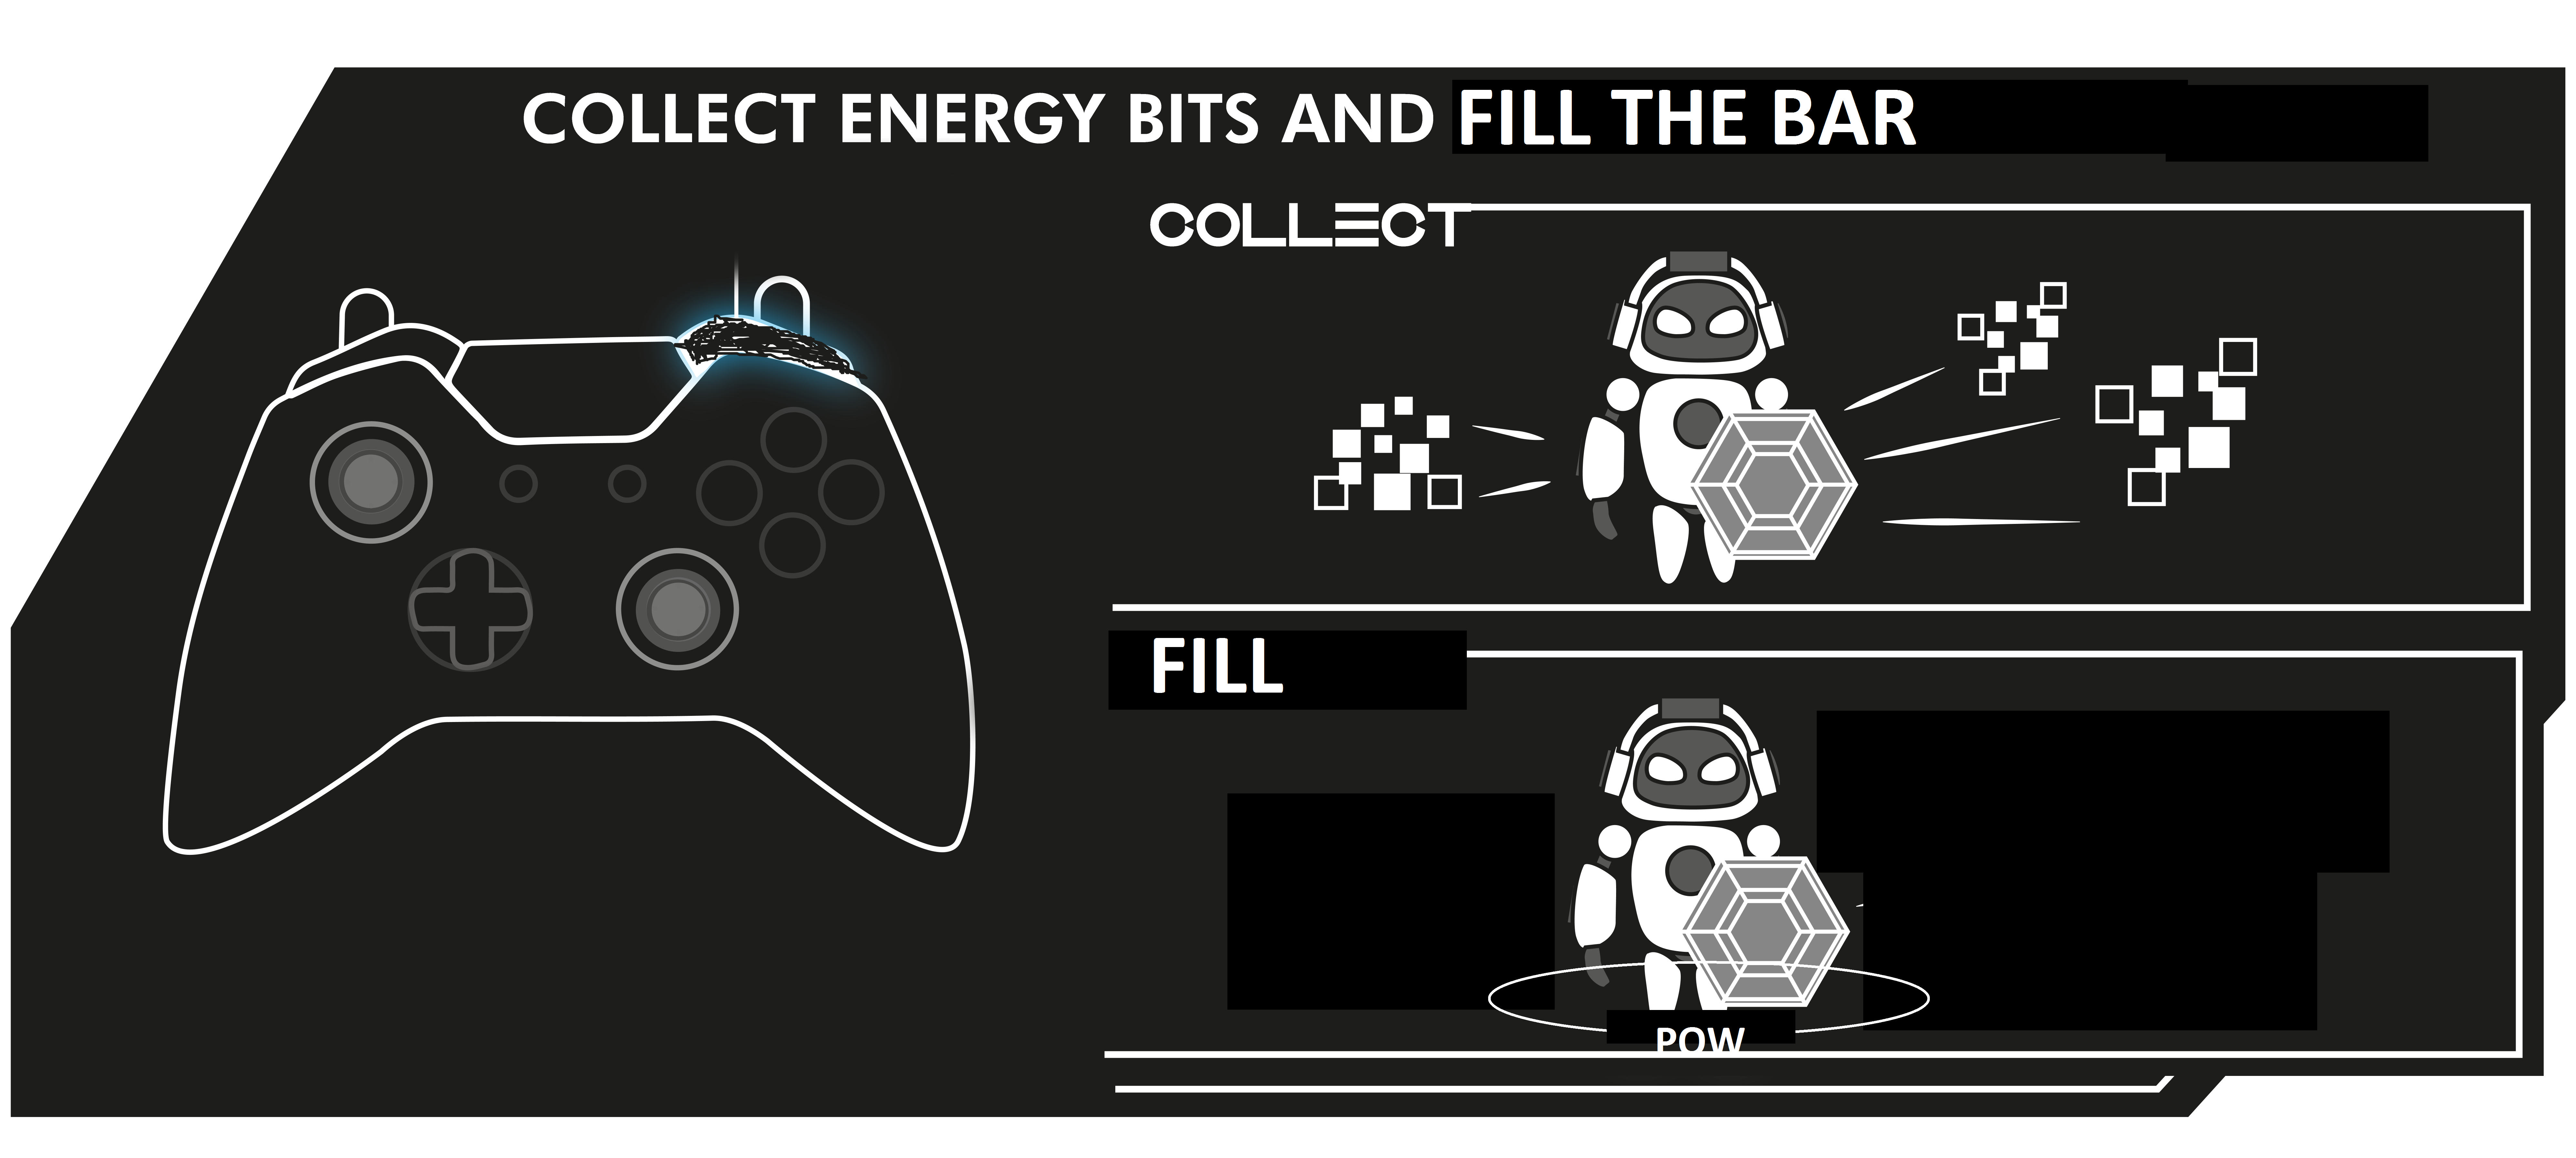 COLLECT ENERGY BITS AND FILL THE BAR
COLLECT
FILL
POW